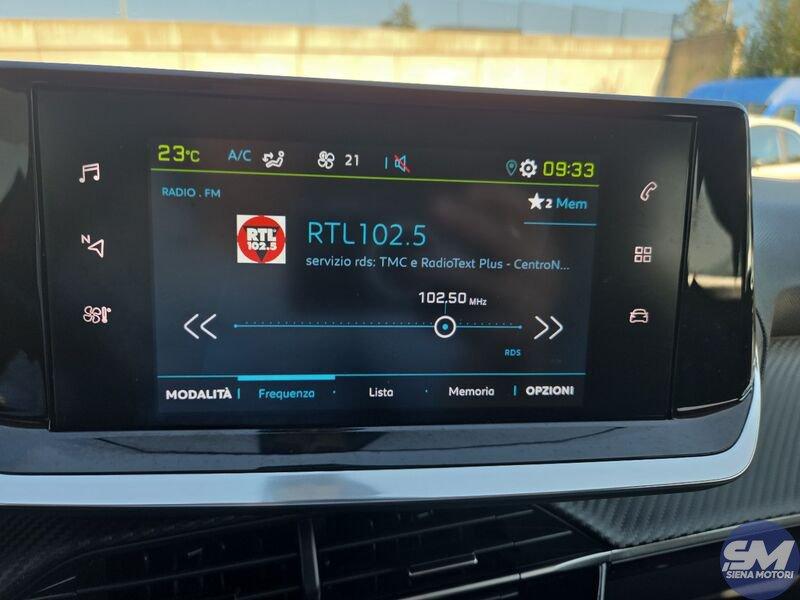 23°C A/C 21 09:33
RADIO . FM
2 Mem
RTL
102.5
RTL102.5
servizio rds: TMC e RadioText Plus - CentroN...
102.50 MHz
RDS
MODALITÀ Frequenza Lista Memoria OPZIONI
N
SM
SIENA MOTORI